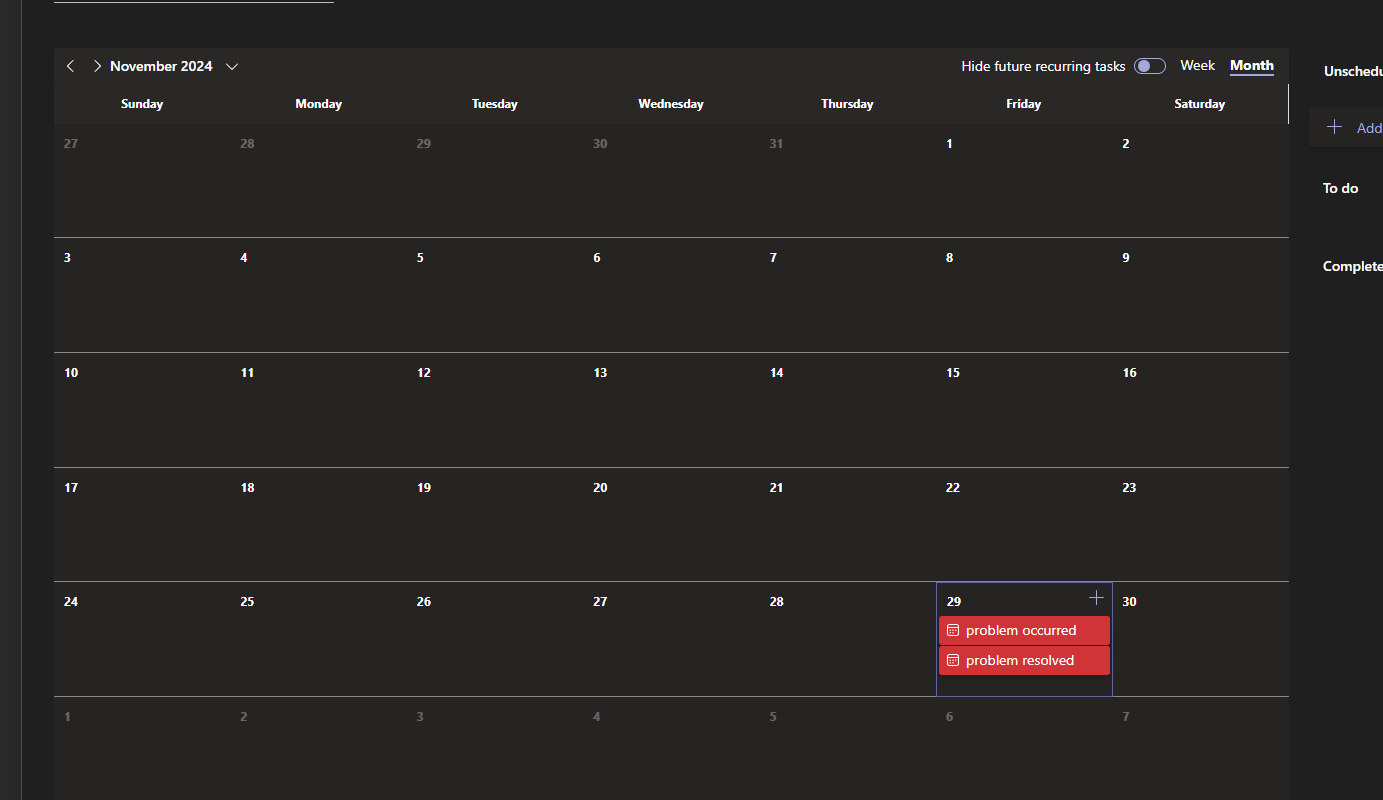 November 2024
Hide future recurring tasks Week Month
Sunday Monday Tuesday Wednesday Thursday Friday Saturday
27 28 29 30 31 1 2
3 4 5 6 7 8 9
10 11 12 13 14 15 16
17 18 19 20 21 22 23
24 25 26 27 28 29 30
problem occurred
problem resolved
1 2 3 4 5 6 7
Unschedu
Add
To do
Complete